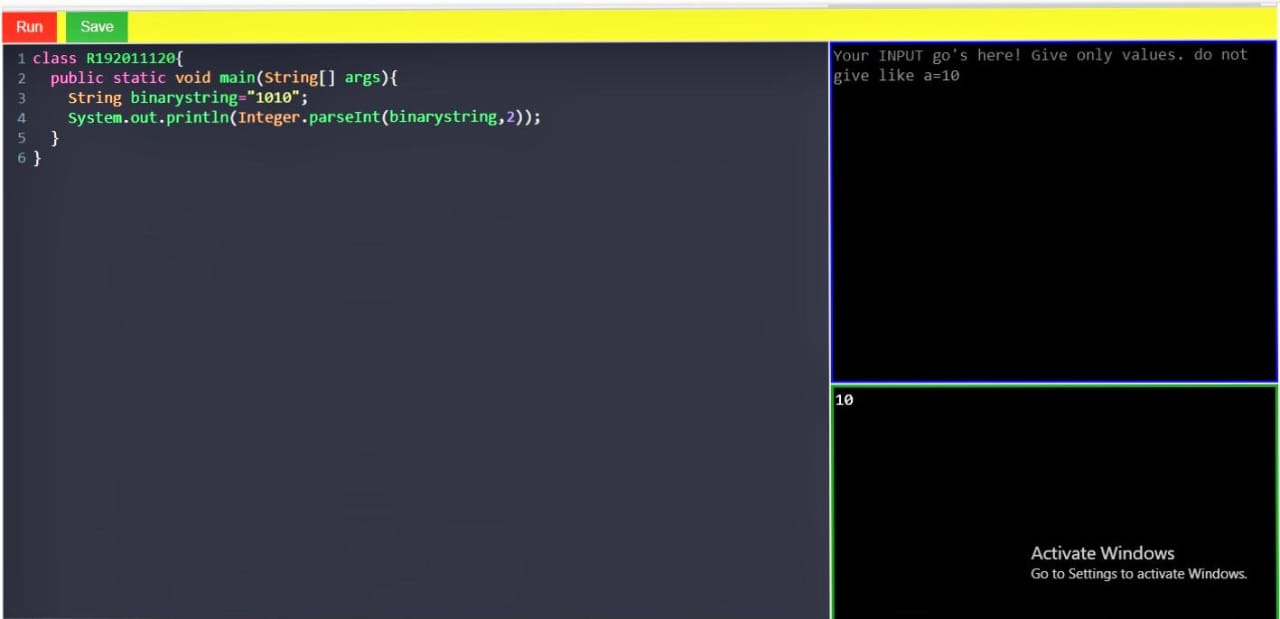 Run Save
1 class R192011120{
2   public static void main(String[] args){
3     String binarystring="1010";
4     System.out.println(Integer.parseInt(binarystring,2));
5   }
6 }
Your INPUT go's here! Give only values. do not
give like a=10
10
Activate Windows
Go to Settings to activate Windows.